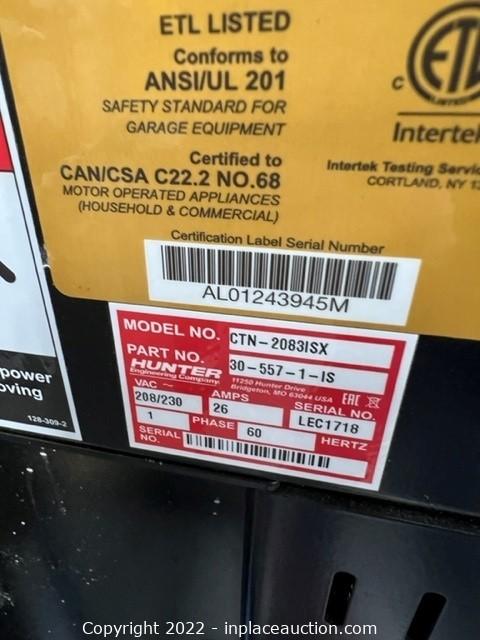 ETL LISTED
Conforms to
ANSI/UL 201
SAFETY STANDARD FOR
GARAGE EQUIPMENT
Certified to
CAN/CSA C22.2 NO.68
MOTOR OPERATED APPLIANCES
(HOUSEHOLD & COMMERCIAL)
C
ETL
LISTED
Intertek
Intertek Testing Servic
CORTLAND, NY 1
Certification Label Serial Number
AL01243945M
power
oving
128-309-2
MODEL NO. CTN-2083ISX
PART NO. 30-557-1-IS
HUNTER
Engineering Company
11250 Hunter Drive
Bridgeton, MO 63044 USA
EAC
VAC ~ AMPS SERIAL NO.
208/230 26 LEC1718
1 PHASE 60 HERTZ
SERIAL
NO.
Copyright 2022 - inplaceauction.com